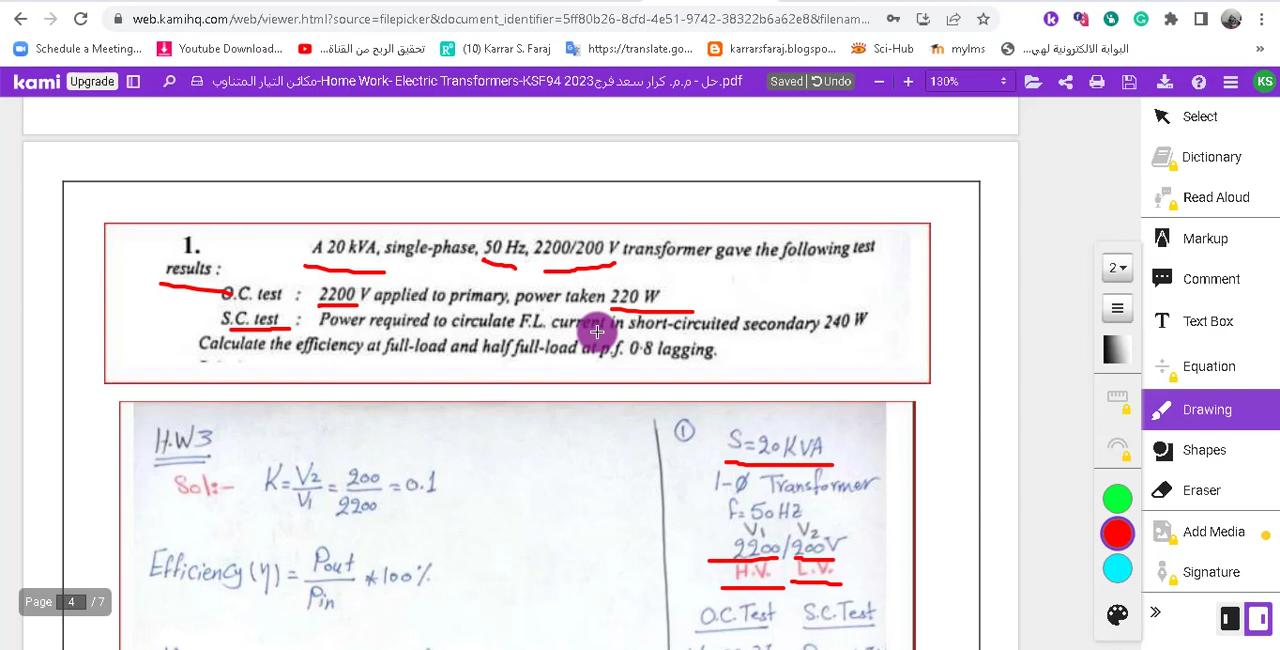 web.kamihq.com/web/viewer.html?source=filepicker&document_identifier=5ff80b26-8cfd-4e51-9742-38322b6a62e8&filenam...
Schedule a Meeting...
Youtube Download...
تحقيق الربح من القناة...
(10) Karrar S. Faraj
https://translate.go...
karrarsfaraj.blogspo...
Sci-Hub
mylms
البوابة الالكترونية لهي...
»
kami Upgrade
حل - م.م. كرار سعد فرج2023 Home Work- Electric Transformers-KSF94-مكائن التيار المتناوب.pdf
Saved | Undo
130%
KS
1.
A 20 kVA, single-phase, 50 Hz, 2200/200 V transformer gave the following test
results :
O.C. test : 2200 V applied to primary, power taken 220 W
S.C. test : Power required to circulate F.L. current in short-circuited secondary 240 W
Calculate the efficiency at full-load and half full-load at p.f. 0·8 lagging.
H.W3
Sol:-
K=V2/V1=200/2200=0.1
Efficiency(η)=Pout/Pin*100%
①
S=20KVA
1-Ø Transformer
f=50HZ
V1 V2
2200/200V
H.V. L.V.
O.C.Test S.C.Test
Page 4 / 7
2
Select
Dictionary
Read Aloud
Markup
Comment
T Text Box
Equation
Drawing
Shapes
Eraser
Add Media
Signature
»